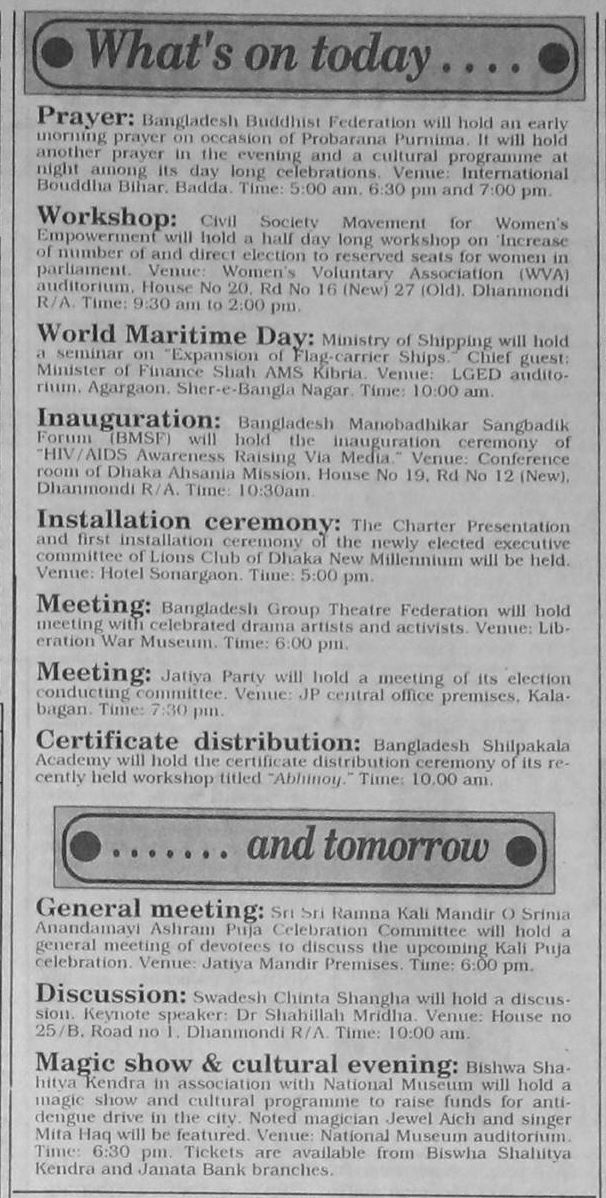 What's on today....
Prayer: Bangladesh Buddhist Federation will hold an early
morning prayer on occasion of Probarana Purnima. It will hold
another prayer in the evening and a cultural programme at
night among its day long celebrations. Venue: International
Bouddha Bihar, Badda. Time: 5:00 am, 6:30 pm and 7:00 pm.
Workshop: Civil Society Movement for Women's
Empowerment will hold a half day long workshop on 'Increase
of number of and direct election to reserved seats for women in
parliament. Venue: Women's Voluntary Association (WVA)
auditorium, House No 20, Rd No 16 (New) 27 (Old), Dhanmondi
R/A. Time: 9:30 am to 2:00 pm.
World Maritime Day: Ministry of Shipping will hold
a seminar on "Expansion of Flag-carrier Ships." Chief guest:
Minister of Finance Shah AMS Kibria. Venue: LGED audito-
rium, Agargaon, Sher-e-Bangla Nagar. Time: 10:00 am.
Inauguration: Bangladesh Manobadhikar Sangbadik
Forum (BMSF) will hold the inauguration ceremony of
"HIV/AIDS Awareness Raising Via Media." Venue: Conference
room of Dhaka Ahsania Mission, House No 19, Rd No 12 (New),
Dhanmondi R/A. Time: 10:30am.
Installation ceremony: The Charter Presentation
and first installation ceremony of the newly elected executive
committee of Lions Club of Dhaka New Millennium will be held.
Venue: Hotel Sonargaon. Time: 5:00 pm.
Meeting: Bangladesh Group Theatre Federation will hold
meeting with celebrated drama artists and activists. Venue: Lib-
eration War Museum. Time: 6:00 pm.
Meeting: Jatiya Party will hold a meeting of its election
conducting committee. Venue: JP central office premises, Kala-
bagan. Time: 7:30 pm.
Certificate distribution: Bangladesh Shilpakala
Academy will hold the certificate distribution ceremony of its re-
cently held workshop titled "Abhinoy." Time: 10.00 am.
....... and tomorrow
General meeting: Sri Sri Ramna Kali Mandir O Srima
Anandamayi Ashram Puja Celebration Committee will hold a
general meeting of devotees to discuss the upcoming Kali Puja
celebration. Venue: Jatiya Mandir Premises. Time: 6:00 pm.
Discussion: Swadesh Chinta Shangha will hold a discus-
sion. Keynote speaker: Dr Shahillah Mridha. Venue: House no
25/B, Road no 1, Dhanmondi R/A. Time: 10:00 am.
Magic show & cultural evening: Bishwa Sha-
hitya Kendra in association with National Museum will hold a
magic show and cultural programme to raise funds for anti-
dengue drive in the city. Noted magician Jewel Aich and singer
Mita Haq will be featured. Venue: National Museum auditorium.
Time: 6:30 pm. Tickets are available from Biswha Shahitya
Kendra and Janata Bank branches.